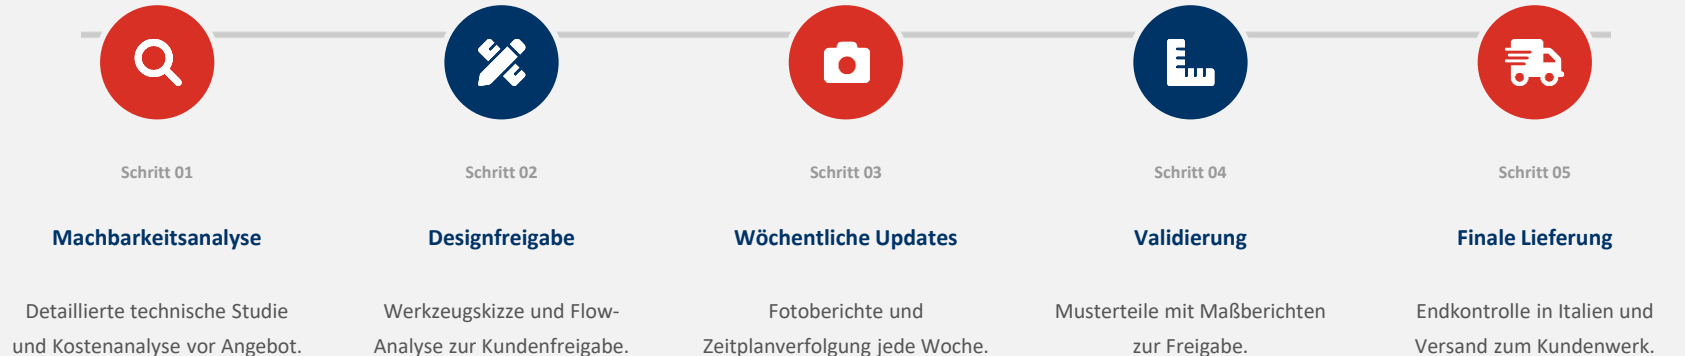 Schritt 01
Machbarkeitsanalyse
Detaillierte technische Studie
und Kostenanalyse vor Angebot.
Schritt 02
Designfreigabe
Werkzeugskizze und Flow-
Analyse zur Kundenfreigabe.
Schritt 03
Wöchentliche Updates
Fotoberichte und
Zeitplanverfolgung jede Woche.
Schritt 04
Validierung
Musterteile mit Maßberichten
zur Freigabe.
Schritt 05
Finale Lieferung
Endkontrolle in Italien und
Versand zum Kundenwerk.